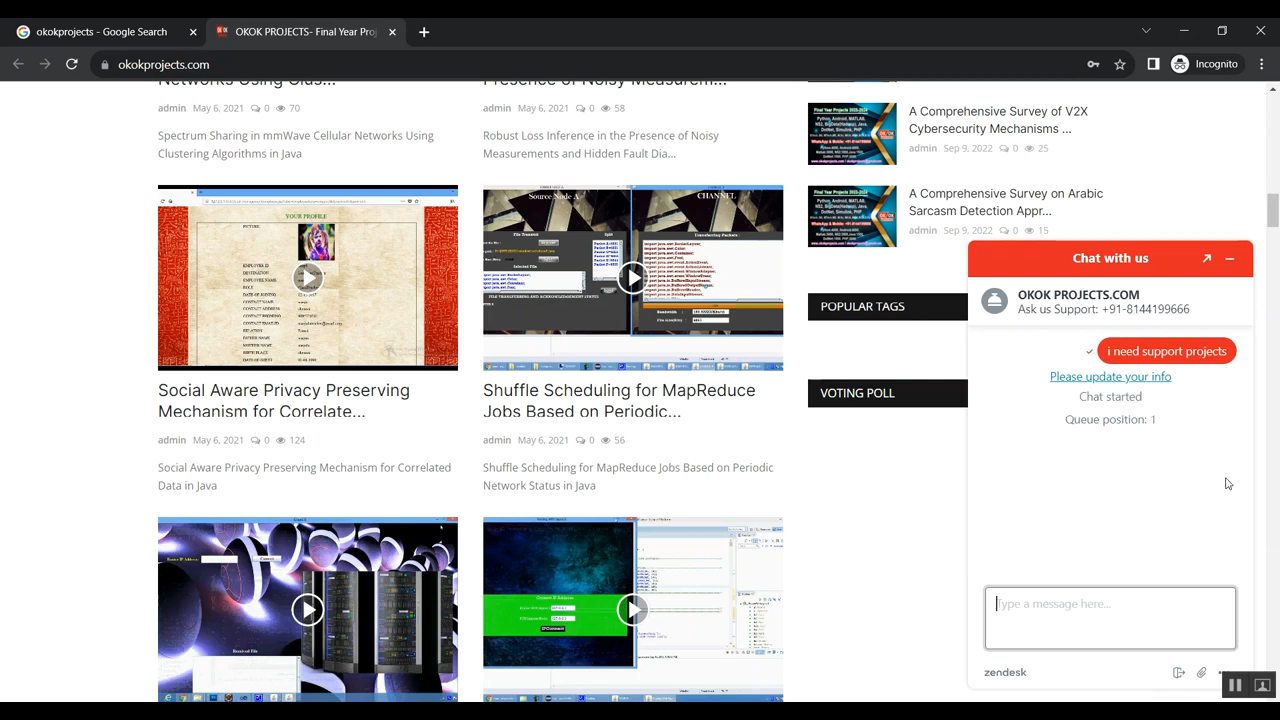 okokprojects - Google Search
OKOK PROJECTS- Final Year Proj
okokprojects.com
Incognito
Networks Using Clus...
Presence of Noisy Measurem...
admin May 6, 2021 0 70
admin May 6, 2021 0 58
Spectrum Sharing in mmWave Cellular Networks Using
Clustering Algorithms in Java
Robust Loss Inference in the Presence of Noisy
Measurements and Hidden Fault Dia...
A Comprehensive Survey of V2X
Cybersecurity Mechanisms ...
admin Sep 9, 2022 0 25
A Comprehensive Survey on Arabic
Sarcasm Detection Appr...
admin Sep 9, 2022 0 15
YOUR PROFILE
Source Node A
CHANNEL
Social Aware Privacy Preserving
Mechanism for Correlate...
admin May 6, 2021 0 124
Social Aware Privacy Preserving Mechanism for Correlated
Data in Java
Shuffle Scheduling for MapReduce
Jobs Based on Periodic...
admin May 6, 2021 0 56
Shuffle Scheduling for MapReduce Jobs Based on Periodic
Network Status in Java
POPULAR TAGS
VOTING POLL
Chat with us
OKOK PROJECTS.COM
Ask us Support +91- 8144199666
i need support projects
Please update your info
Chat started
Queue position: 1
Type a message here...
zendesk